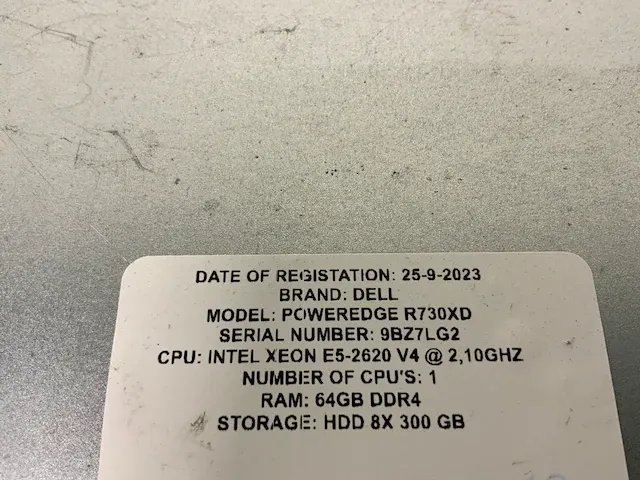 DATE OF REGISTATION: 25-9-2023
BRAND: DELL
MODEL: POWEREDGE R730XD
SERIAL NUMBER: 9BZ7LG2
CPU: INTEL XEON E5-2620 V4 @ 2,10GHZ
NUMBER OF CPU'S: 1
RAM: 64GB DDR4
STORAGE: HDD 8X 300 GB